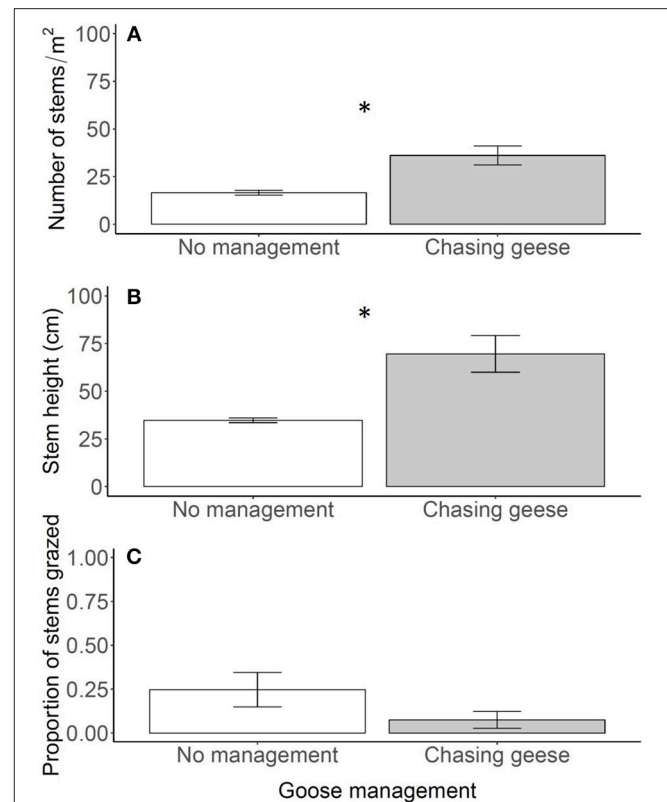 A
Number of stems/m²
100
75
50
25
0
*
No management Chasing geese
B
Stem height (cm)
100
75
50
25
0
*
No management Chasing geese
C
Proportion of stems grazed
1.00
0.75
0.50
0.25
0.00
No management Chasing geese
Goose management